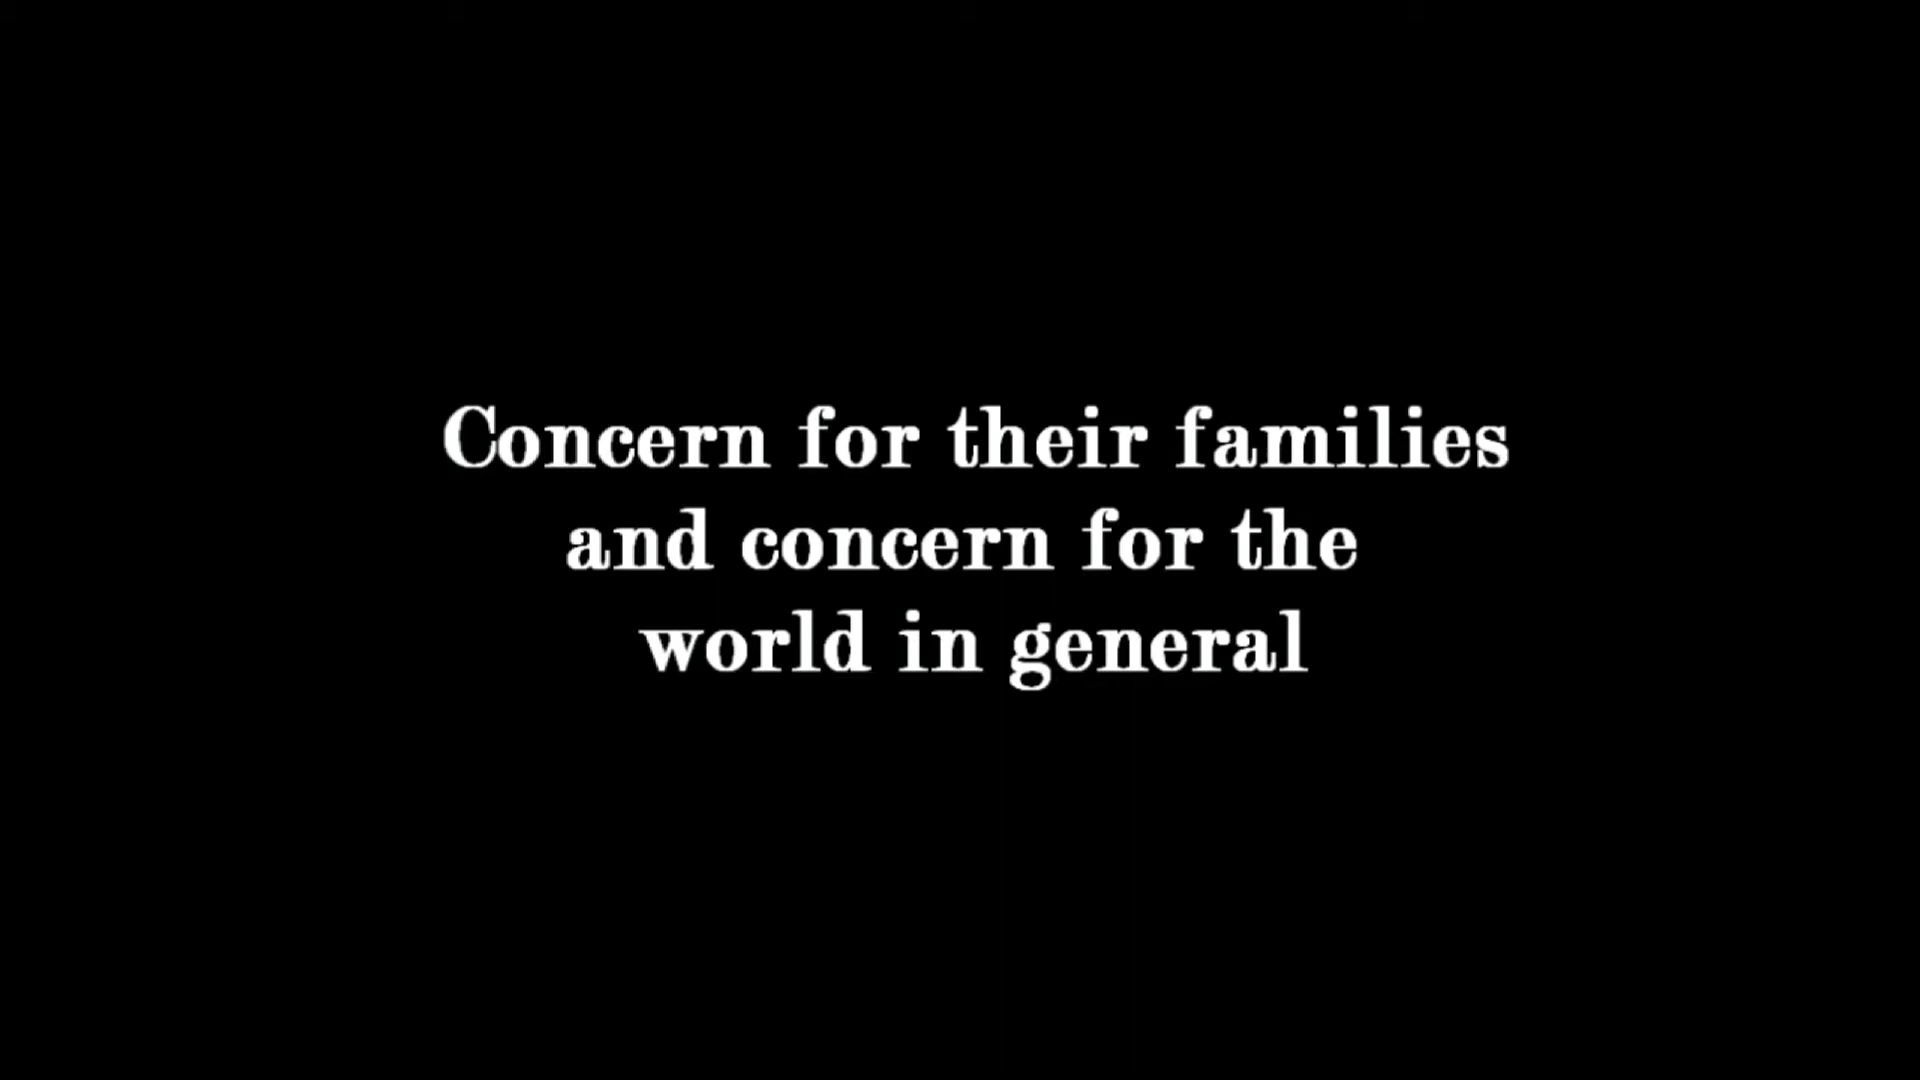 Concern for their families
and concern for the
world in general